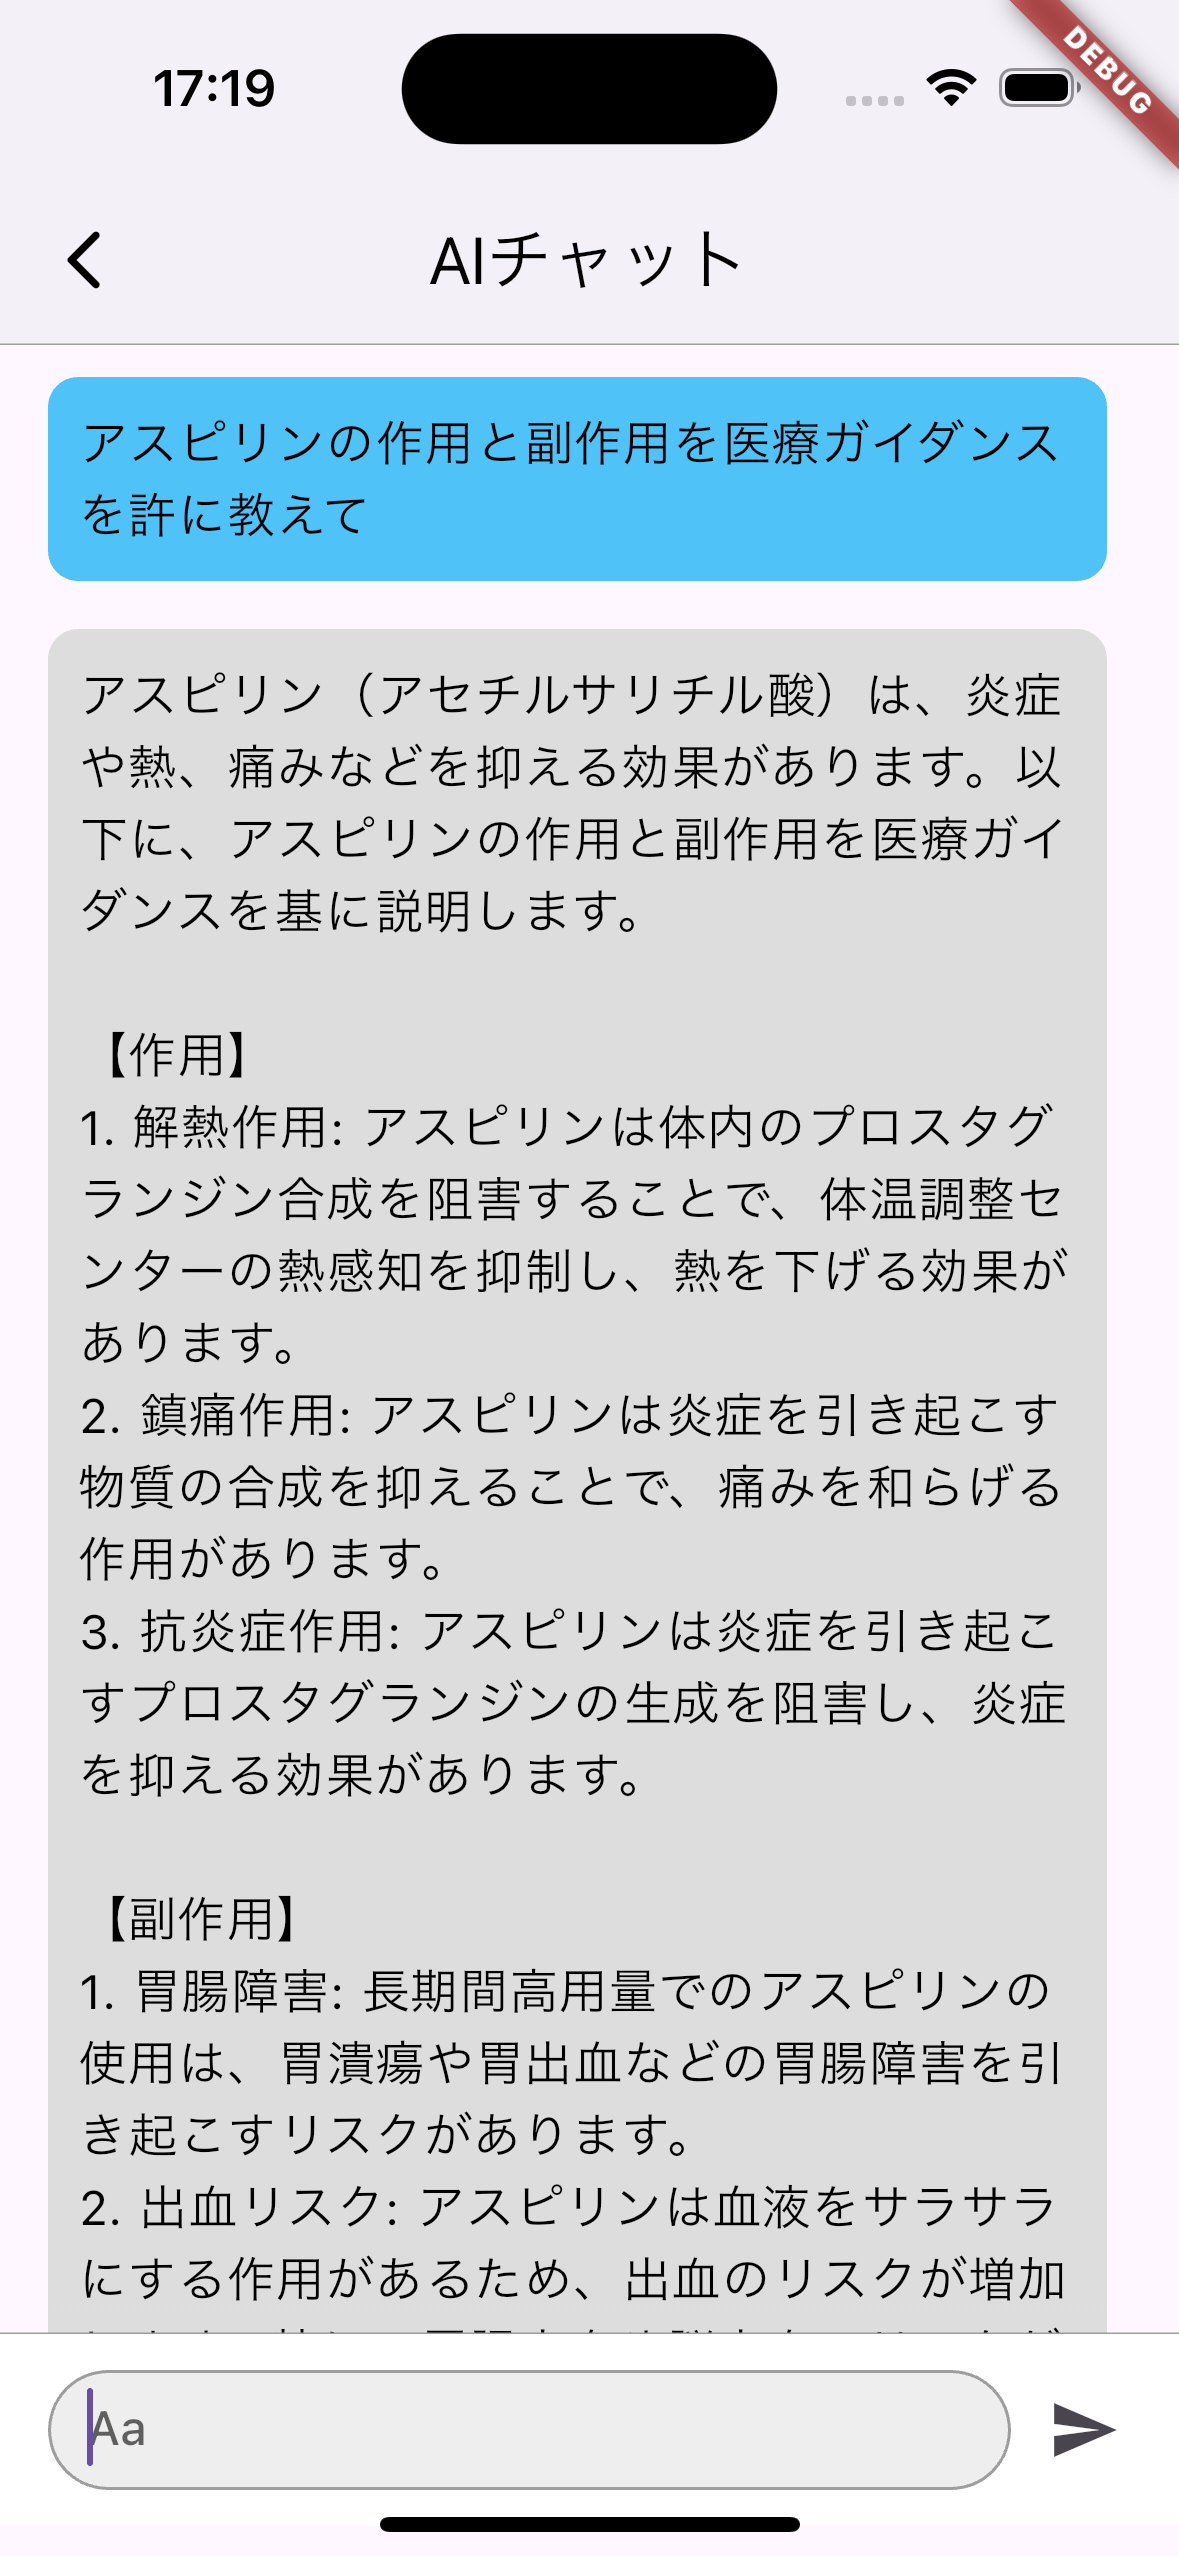 17:19
DEBUG
AIチャット
アスピリンの作用と副作用を医療ガイダンス
を許に教えて
アスピリン（アセチルサリチル酸）は、炎症
や熱、痛みなどを抑える効果があります。以
下に、アスピリンの作用と副作用を医療ガイ
ダンスを基に説明します。
【作用】
1. 解熱作用: アスピリンは体内のプロスタグ
ランジン合成を阻害することで、体温調整セ
ンターの熱感知を抑制し、熱を下げる効果が
あります。
2. 鎮痛作用: アスピリンは炎症を引き起こす
物質の合成を抑えることで、痛みを和らげる
作用があります。
3. 抗炎症作用: アスピリンは炎症を引き起こ
すプロスタグランジンの生成を阻害し、炎症
を抑える効果があります。
【副作用】
1. 胃腸障害: 長期間高用量でのアスピリンの
使用は、胃潰瘍や胃出血などの胃腸障害を引
き起こすリスクがあります。
2. 出血リスク: アスピリンは血液をサラサラ
にする作用があるため、出血のリスクが増加
Aa